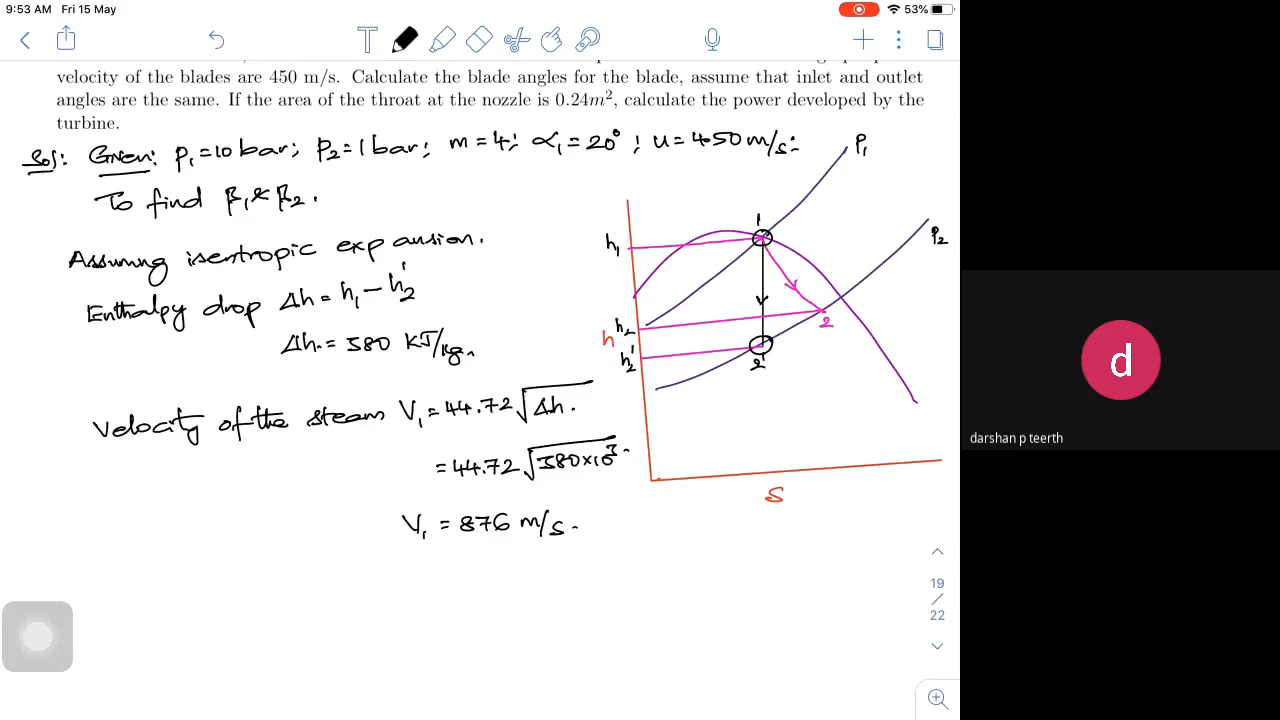 9:53 AM Fri 15 May
53%
velocity of the blades are 450 m/s. Calculate the blade angles for the blade, assume that inlet and outlet
angles are the same. If the area of the throat at the nozzle is 0.24m², calculate the power developed by the
turbine.
Sol: Given: p₁=10 bar; p₂=1 bar; m=4; α₁=20°; u=450 m/s:
To find β₁ & β₂.
Assuming isentropic expansion.
Enthalpy drop Δh = h₁ - h₂'
Δh = 380 KJ/kg.
Velocity of the steam V₁ = 44.72 √Δh.
= 44.72 √380×10³
V₁ = 876 m/s.
P₁
P₂
1
h₁
h₂
h
h₂'
2
2'
S
19
/
22
d
darshan p teerth